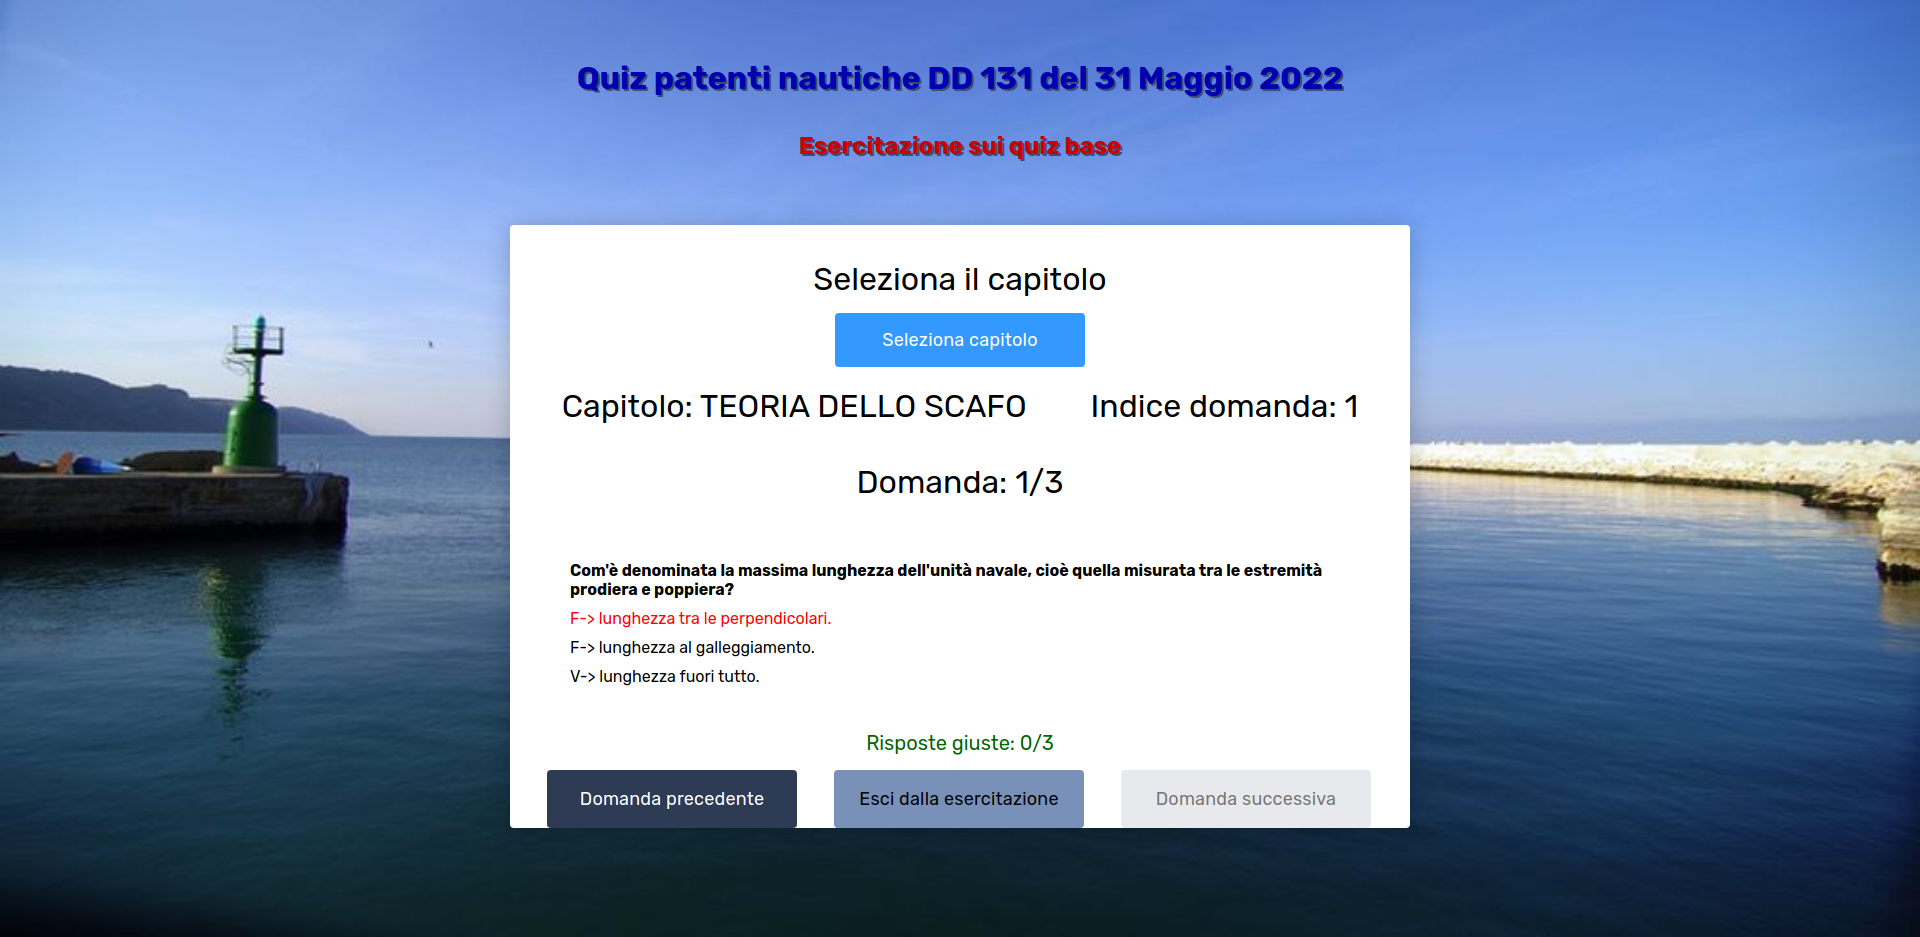 Quiz patenti nautiche DD 131 del 31 Maggio 2022
Esercitazione sui quiz base
Seleziona il capitolo
Seleziona capitolo
Capitolo: TEORIA DELLO SCAFO
Indice domanda: 1
Domanda: 1/3
Com'è denominata la massima lunghezza dell'unità navale, cioè quella misurata tra le estremità
prodiera e poppiera?
F-> lunghezza tra le perpendicolari.
F-> lunghezza al galleggiamento.
V-> lunghezza fuori tutto.
Risposte giuste: 0/3
Domanda precedente
Esci dalla esercitazione
Domanda successiva